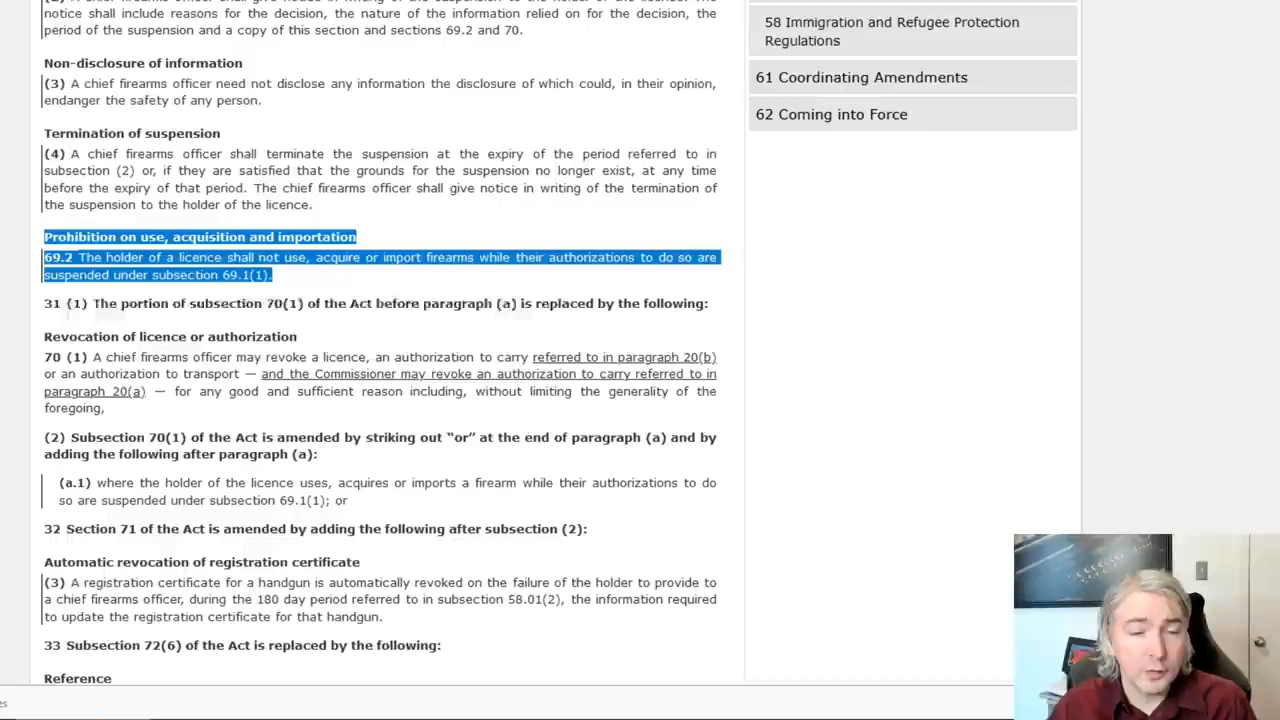 notice shall include reasons for the decision, the nature of the information relied on for the decision, the
period of the suspension and a copy of this section and sections 69.2 and 70.
Non-disclosure of information
(3) A chief firearms officer need not disclose any information the disclosure of which could, in their opinion,
endanger the safety of any person.
Termination of suspension
(4) A chief firearms officer shall terminate the suspension at the expiry of the period referred to in
subsection (2) or, if they are satisfied that the grounds for the suspension no longer exist, at any time
before the expiry of that period. The chief firearms officer shall give notice in writing of the termination of
the suspension to the holder of the licence.
Prohibition on use, acquisition and importation
69.2 The holder of a licence shall not use, acquire or import firearms while their authorizations to do so are
suspended under subsection 69.1(1).
31 (1) The portion of subsection 70(1) of the Act before paragraph (a) is replaced by the following:
Revocation of licence or authorization
70 (1) A chief firearms officer may revoke a licence, an authorization to carry referred to in paragraph 20(b)
or an authorization to transport — and the Commissioner may revoke an authorization to carry referred to in
paragraph 20(a) — for any good and sufficient reason including, without limiting the generality of the
foregoing,
(2) Subsection 70(1) of the Act is amended by striking out “or” at the end of paragraph (a) and by
adding the following after paragraph (a):
(a.1) where the holder of the licence uses, acquires or imports a firearm while their authorizations to do
so are suspended under subsection 69.1(1); or
32 Section 71 of the Act is amended by adding the following after subsection (2):
Automatic revocation of registration certificate
(3) A registration certificate for a handgun is automatically revoked on the failure of the holder to provide to
a chief firearms officer, during the 180 day period referred to in subsection 58.01(2), the information required
to update the registration certificate for that handgun.
33 Subsection 72(6) of the Act is replaced by the following:
Reference
58 Immigration and Refugee Protection
Regulations
61 Coordinating Amendments
62 Coming into Force